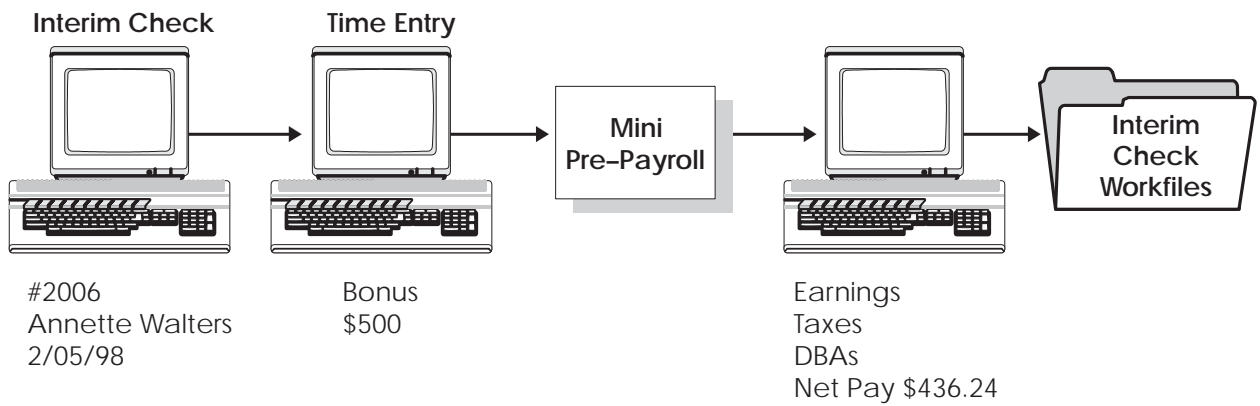 Interim Check
Time Entry
Mini
Pre–Payroll
Interim
Check
Workfiles
#2006
Annette Walters
2/05/98
Bonus
$500
Earnings
Taxes
DBAs
Net Pay $436.24